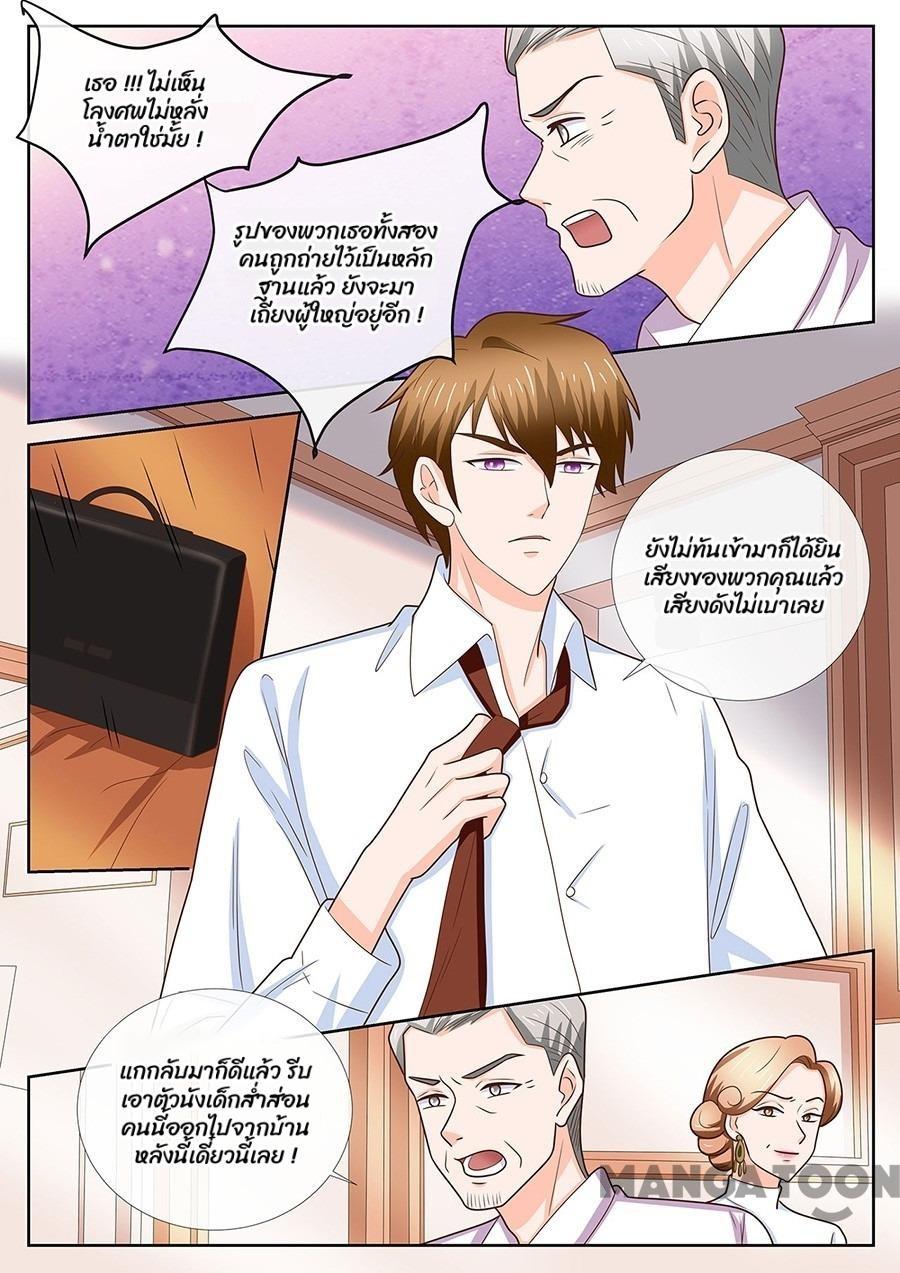 เธอ !!! ไม่เห็น
โลงศพไม่หลั่ง
น้ำตาใช่มั้ย !
รูปของพวกเธอทั้งสอง
คนถูกถ่ายไว้เป็นหลัก
ฐานแล้ว ยังจะมา
เถียงผู้ใหญ่อยู่อีก !
ยังไม่ทันเข้ามาก็ได้ยิน
เสียงของพวกคุณแล้ว
เสียงดังไม่เบาเลย
แกกลับมาก็ดีแล้ว รีบ
เอาตัวนังเด็กส่ำส่อน
คนนี้ออกไปจากบ้าน
หลังนี้เดี๋ยวนี้เลย !
MANGATOON